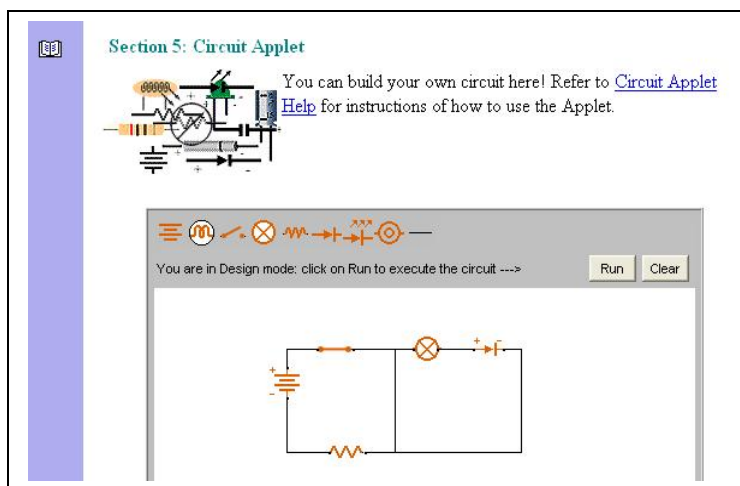 Section 5: Circuit Applet
You can build your own circuit here! Refer to Circuit Applet
Help for instructions of how to use the Applet.
You are in Design mode: click on Run to execute the circuit --->
Run
Clear
+
-
+
-